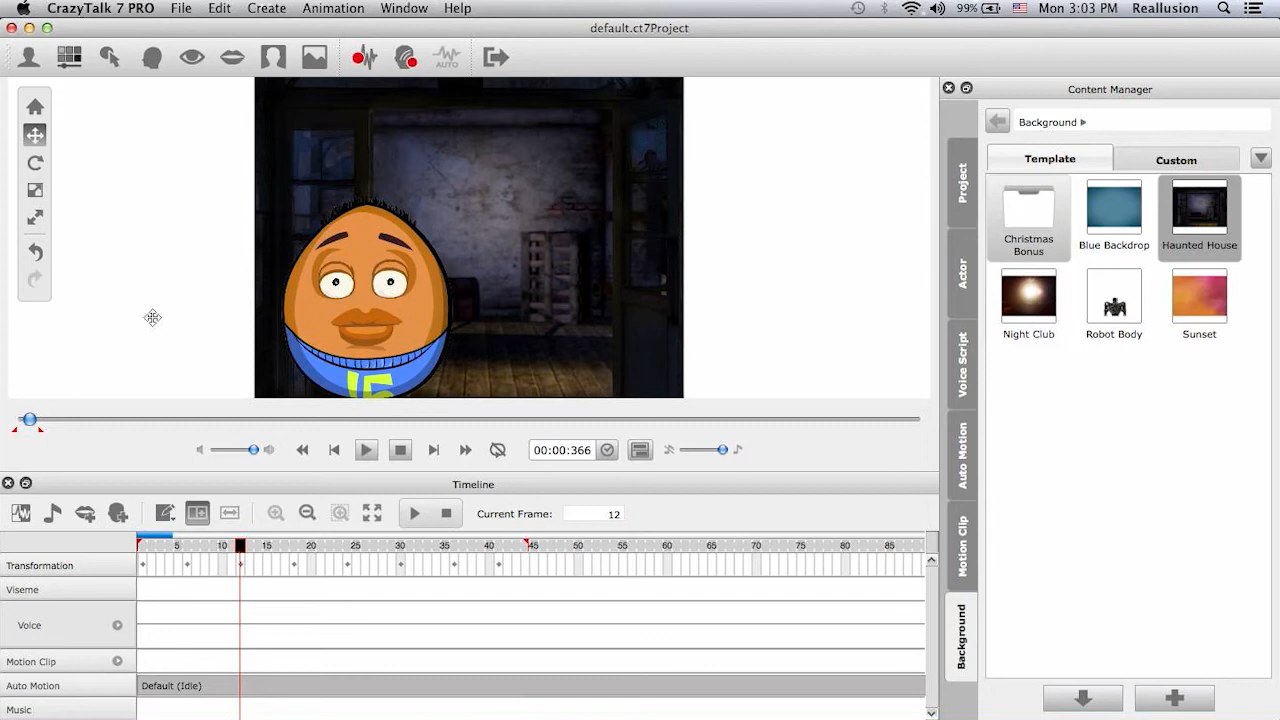 CrazyTalk 7 PRO File Edit Create Animation Window Help 99% Mon 3:03 PM Reallusion
default.ct7Project
AUTO
Content Manager
Background
Template Custom
Christmas Bonus
Blue Backdrop
Haunted House
Night Club
Robot Body
Sunset
Project
Actor
Voice Script
Auto Motion
Motion Clip
Background
15
00:00:366
Timeline
Current Frame: 12
5 10 15 20 25 30 35 40 45 50 55 60 65 70 75 80 85
Transformation
Viseme
Voice
Motion Clip
Auto Motion Default (Idle)
Music